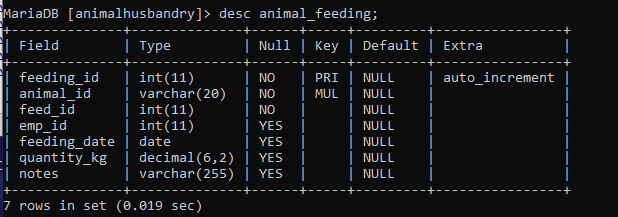 MariaDB [animalhusbandry]> desc animal_feeding;
+--------------+--------------+------+-----+---------+----------------+
| Field        | Type         | Null | Key | Default | Extra          |
+--------------+--------------+------+-----+---------+----------------+
| feeding_id   | int(11)      | NO   | PRI | NULL    | auto_increment |
| animal_id    | varchar(20)  | NO   | MUL | NULL    |                |
| feed_id      | int(11)      | NO   |     | NULL    |                |
| emp_id       | int(11)      | YES  |     | NULL    |                |
| feeding_date | date         | YES  |     | NULL    |                |
| quantity_kg  | decimal(6,2) | YES  |     | NULL    |                |
| notes        | varchar(255) | YES  |     | NULL    |                |
+--------------+--------------+------+-----+---------+----------------+
7 rows in set (0.019 sec)